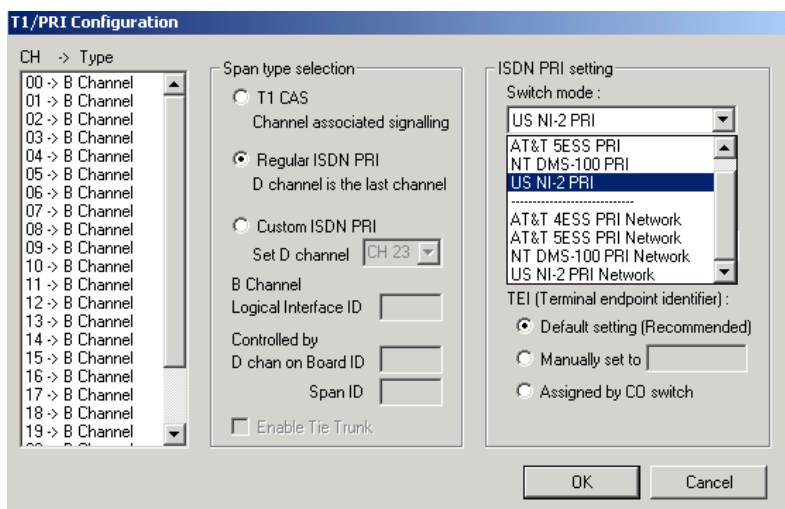 T1/PRI Configuration
CH -> Type
00 -> B Channel
01 -> B Channel
02 -> B Channel
03 -> B Channel
04 -> B Channel
05 -> B Channel
06 -> B Channel
07 -> B Channel
08 -> B Channel
09 -> B Channel
10 -> B Channel
11 -> B Channel
12 -> B Channel
13 -> B Channel
14 -> B Channel
15 -> B Channel
16 -> B Channel
17 -> B Channel
18 -> B Channel
19 -> B Channel
Span type selection
T1 CAS
Channel associated signalling
Regular ISDN PRI
D channel is the last channel
Custom ISDN PRI
Set D channel CH 23
B Channel
Logical Interface ID
Controlled by
D chan on Board ID
Span ID
Enable Tie Trunk
ISDN PRI setting
Switch mode :
US NI-2 PRI
AT&T 5ESS PRI
NT DMS-100 PRI
US NI-2 PRI
----------------------------
AT&T 4ESS PRI Network
AT&T 5ESS PRI Network
NT DMS-100 PRI Network
US NI-2 PRI Network
TEI (Terminal endpoint identifier) :
Default setting (Recommended)
Manually set to
Assigned by CO switch
OK
Cancel